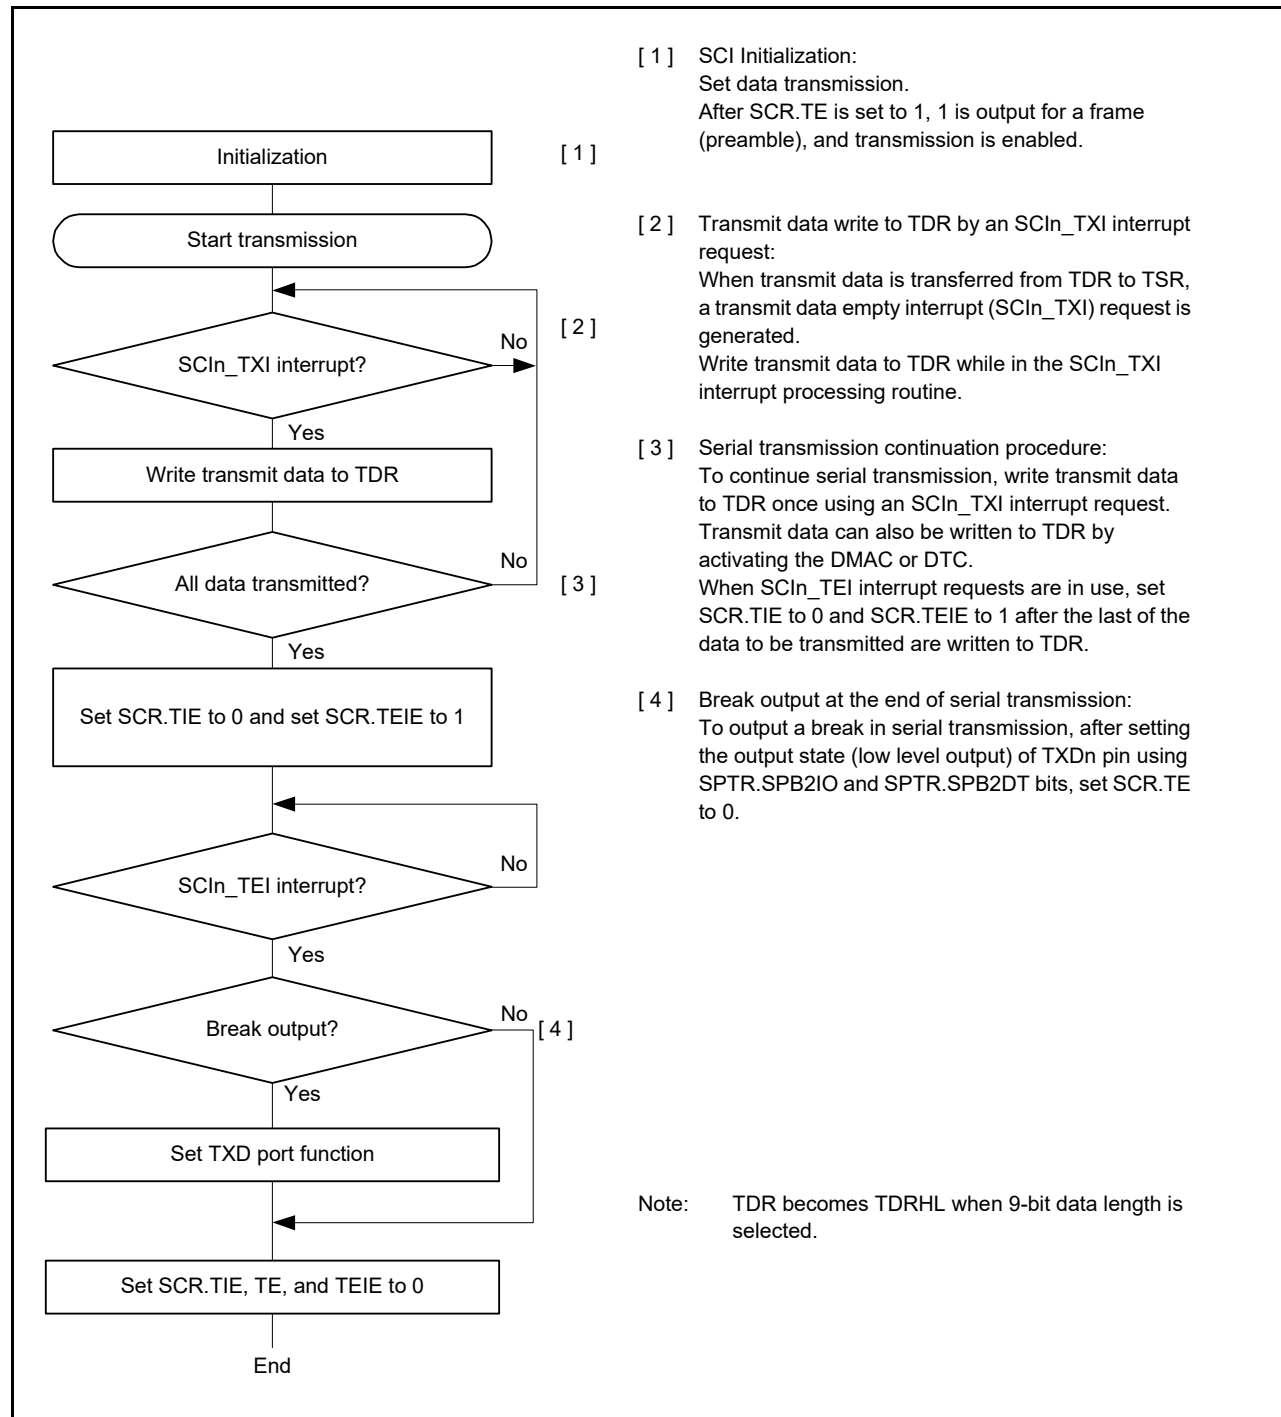 Initialization
[ 1 ]
Start transmission
SCIn_TXI interrupt?
No
[ 2 ]
Yes
Write transmit data to TDR
All data transmitted?
No
[ 3 ]
Yes
Set SCR.TIE to 0 and set SCR.TEIE to 1
SCIn_TEI interrupt?
No
Yes
Break output?
No
[ 4 ]
Yes
Set TXD port function
Set SCR.TIE, TE, and TEIE to 0
End
[ 1 ] SCI Initialization:
Set data transmission.
After SCR.TE is set to 1, 1 is output for a frame
(preamble), and transmission is enabled.
[ 2 ] Transmit data write to TDR by an SCIn_TXI interrupt
request:
When transmit data is transferred from TDR to TSR,
a transmit data empty interrupt (SCIn_TXI) request is
generated.
Write transmit data to TDR while in the SCIn_TXI
interrupt processing routine.
[ 3 ] Serial transmission continuation procedure:
To continue serial transmission, write transmit data
to TDR once using an SCIn_TXI interrupt request.
Transmit data can also be written to TDR by
activating the DMAC or DTC.
When SCIn_TEI interrupt requests are in use, set
SCR.TIE to 0 and SCR.TEIE to 1 after the last of the
data to be transmitted are written to TDR.
[ 4 ] Break output at the end of serial transmission:
To output a break in serial transmission, after setting
the output state (low level output) of TXDn pin using
SPTR.SPB2IO and SPTR.SPB2DT bits, set SCR.TE
to 0.
Note: TDR becomes TDRHL when 9-bit data length is
selected.